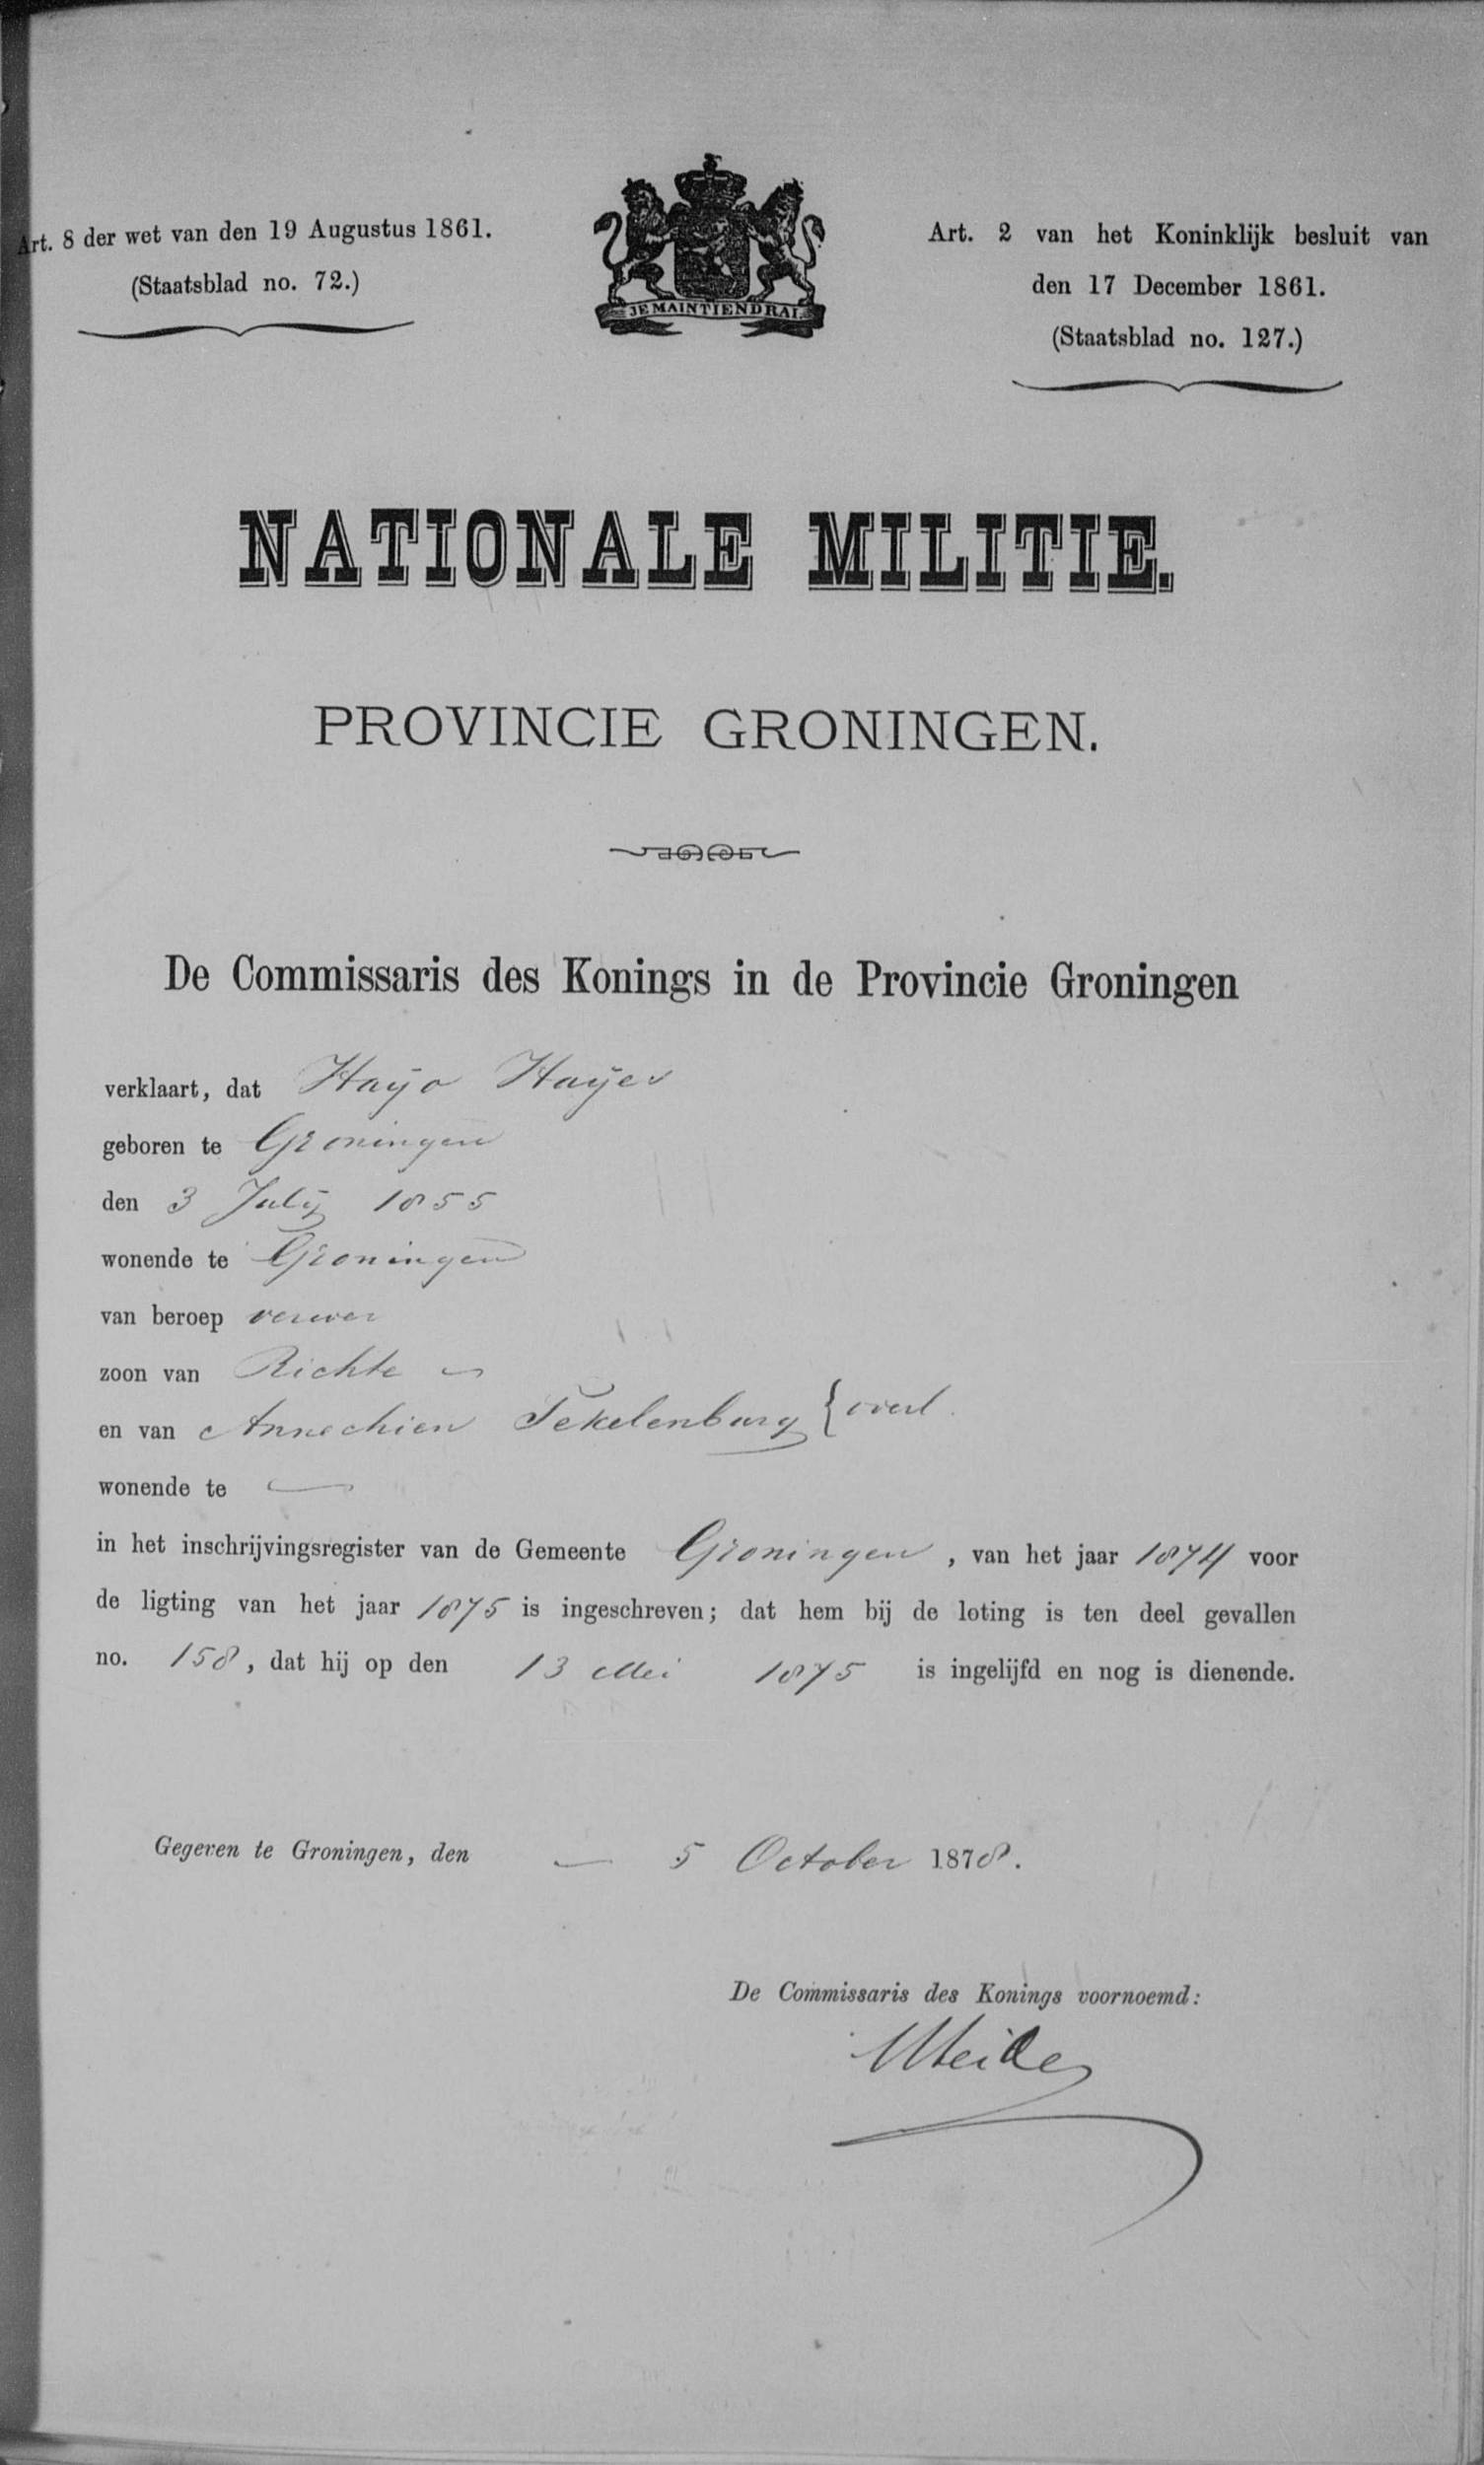 Art. 8 der wet van den 19 Augustus 1861.
(Staatsblad no. 72.)
JE MAINTIENDRAI
Art. 2 van het Koninklijk besluit van
den 17 December 1861.
(Staatsblad no. 127.)
NATIONALE MILITIE.
PROVINCIE GRONINGEN.
De Commissaris des Konings in de Provincie Groningen
verklaart, dat Hayo Hayes
geboren te Groningen
den 3 July 1855
wonende te Groningen
van beroep verwer
zoon van Richte —
en van Annechien Tekelenburg { overl.
wonende te —
in het inschrijvingsregister van de Gemeente Groningen, van het jaar 1874 voor
de ligting van het jaar 1875 is ingeschreven; dat hem bij de loting is ten deel gevallen
no. 158, dat hij op den 13 Mei 1875 is ingelijfd en nog is dienende.
Gegeven te Groningen, den — 5 October 1878.
De Commissaris des Konings voornoemd: